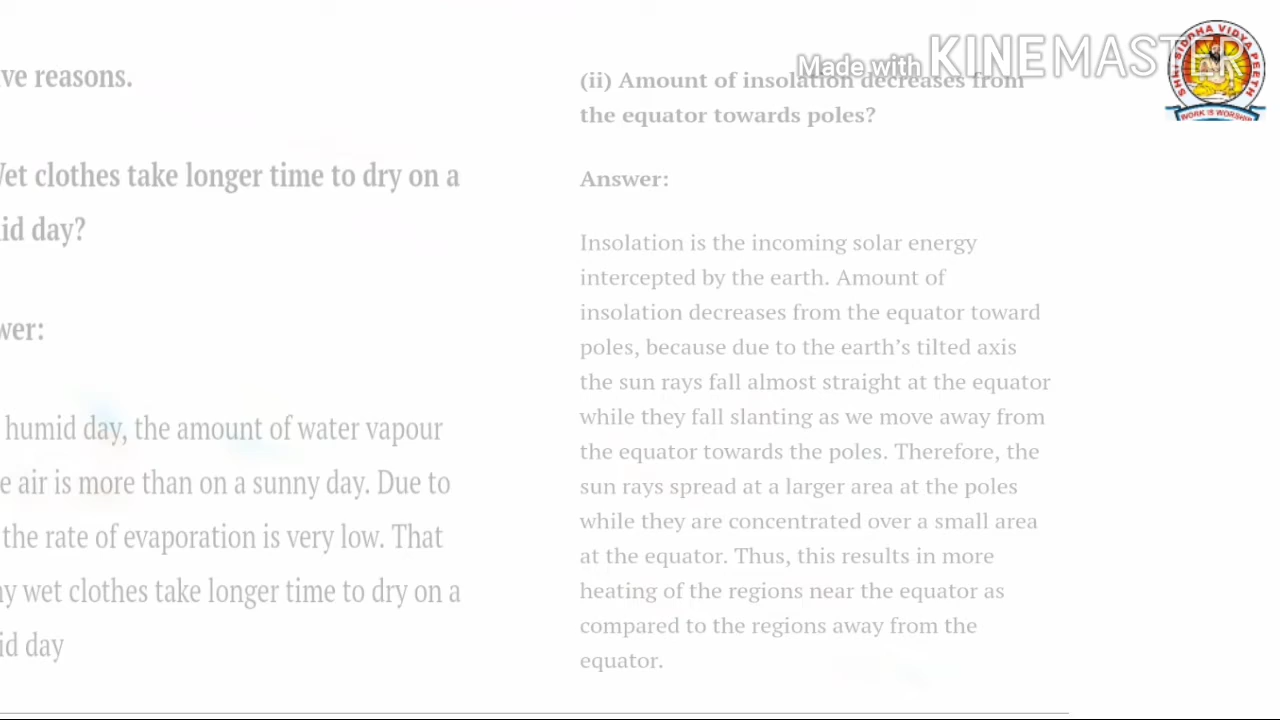 ve reasons.
Wet clothes take longer time to dry on a
id day?
wer:
humid day, the amount of water vapour
e air is more than on a sunny day. Due to
the rate of evaporation is very low. That
y wet clothes take longer time to dry on a
id day
(ii) Amount of insolation decreases from
the equator towards poles?
Answer:
Insolation is the incoming solar energy
intercepted by the earth. Amount of
insolation decreases from the equator toward
poles, because due to the earth's tilted axis
the sun rays fall almost straight at the equator
while they fall slanting as we move away from
the equator towards the poles. Therefore, the
sun rays spread at a larger area at the poles
while they are concentrated over a small area
at the equator. Thus, this results in more
heating of the regions near the equator as
compared to the regions away from the
equator.
Made with KINEMASTER
SHRI SIDDHA VIDYA PEETH
WORK IS WORSHIP